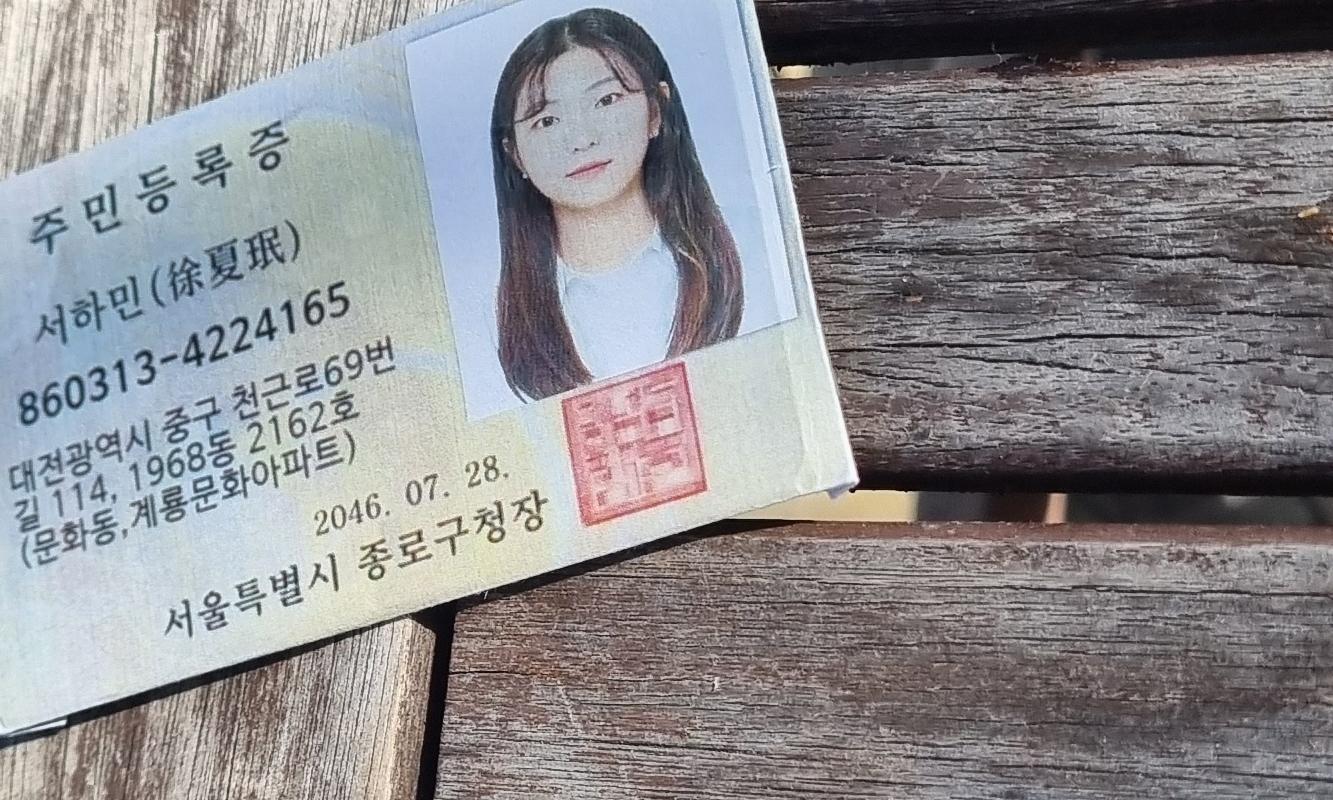 주민등록증
서하민(徐夏珉)
860313-4224165
대전광역시 중구 천근로69번
길 114, 1968동 2162호
(문화동,계룡문화아파트)
2046. 07. 28.
서울특별시 종로구청장